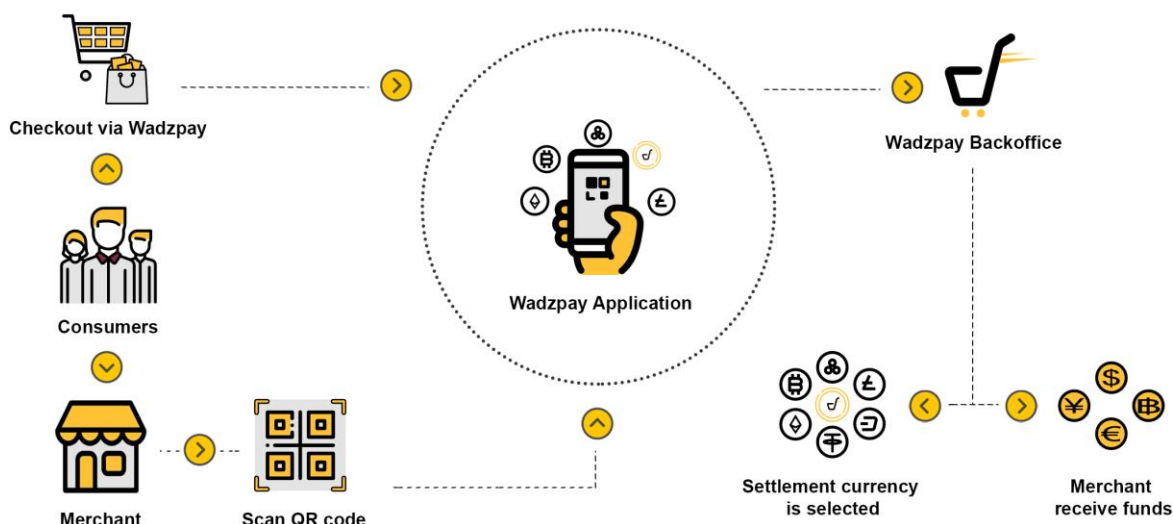 Checkout via Wadzpay
Wadzpay Backoffice
Wadzpay Application
Consumers
Merchant
Scan QR code
Settlement currency
is selected
Merchant
receive funds